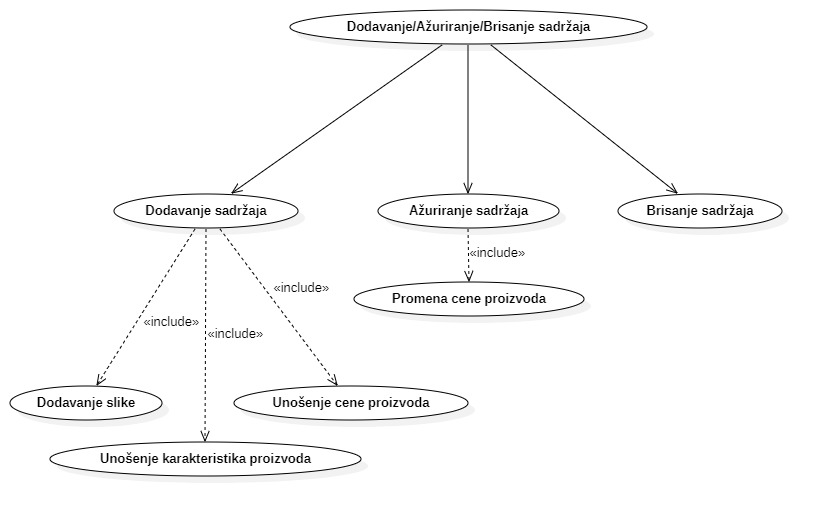 Dodavanje/Ažuriranje/Brisanje sadržaja
Dodavanje sadržaja
Ažuriranje sadržaja
Brisanje sadržaja
«include»
«include»
Promena cene proizvoda
«include»
«include»
Dodavanje slike
Unošenje cene proizvoda
Unošenje karakteristika proizvoda